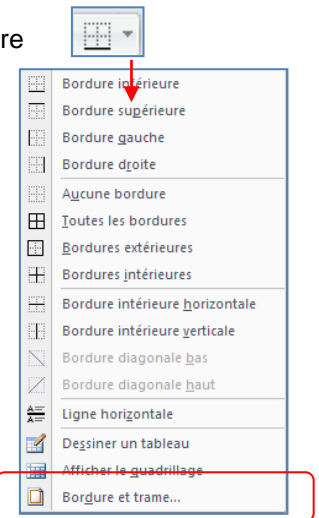 re
Bordure inférieure
Bordure supérieure
Bordure gauche
Bordure droite
Aucune bordure
Toutes les bordures
Bordures extérieures
Bordures intérieures
Bordure intérieure horizontale
Bordure intérieure verticale
Bordure diagonale bas
Bordure diagonale haut
Ligne horizontale
Dessiner un tableau
Afficher le quadrillage
Bordure et trame...